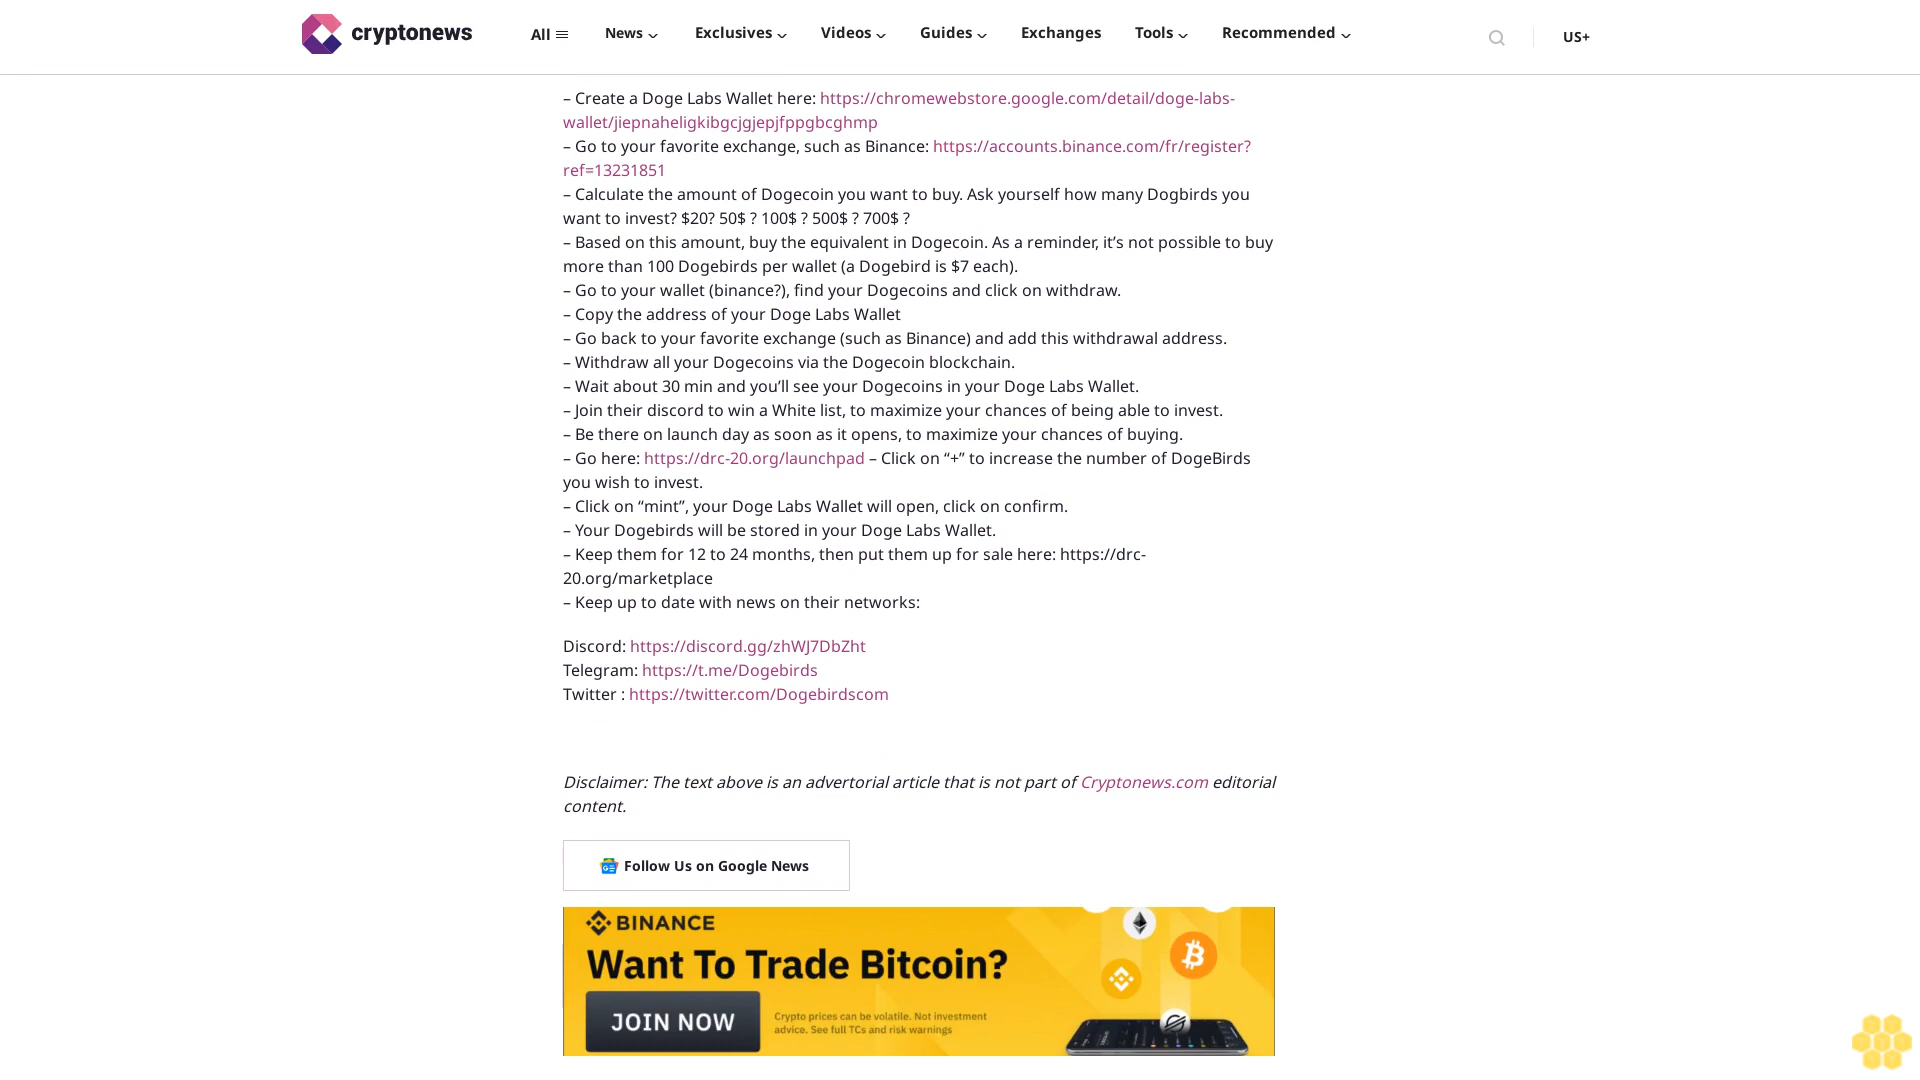 cryptonews
All
News
Exclusives
Videos
Guides
Exchanges
Tools
Recommended
US+
– Create a Doge Labs Wallet here: https://chromewebstore.google.com/detail/doge-labs-
wallet/jiepnaheligkibgcjgjepjfppgbcghmp
– Go to your favorite exchange, such as Binance: https://accounts.binance.com/fr/register?
ref=13231851
– Calculate the amount of Dogecoin you want to buy. Ask yourself how many Dogbirds you
want to invest? $20? 50$ ? 100$ ? 500$ ? 700$ ?
– Based on this amount, buy the equivalent in Dogecoin. As a reminder, it’s not possible to buy
more than 100 Dogebirds per wallet (a Dogebird is $7 each).
– Go to your wallet (binance?), find your Dogecoins and click on withdraw.
– Copy the address of your Doge Labs Wallet
– Go back to your favorite exchange (such as Binance) and add this withdrawal address.
– Withdraw all your Dogecoins via the Dogecoin blockchain.
– Wait about 30 min and you’ll see your Dogecoins in your Doge Labs Wallet.
– Join their discord to win a White list, to maximize your chances of being able to invest.
– Be there on launch day as soon as it opens, to maximize your chances of buying.
– Go here: https://drc-20.org/launchpad – Click on “+” to increase the number of DogeBirds
you wish to invest.
– Click on “mint”, your Doge Labs Wallet will open, click on confirm.
– Your Dogebirds will be stored in your Doge Labs Wallet.
– Keep them for 12 to 24 months, then put them up for sale here: https://drc-
20.org/marketplace
– Keep up to date with news on their networks:
Discord: https://discord.gg/zhWJ7DbZht
Telegram: https://t.me/Dogebirds
Twitter : https://twitter.com/Dogebirdscom
Disclaimer: The text above is an advertorial article that is not part of Cryptonews.com editorial
content.
Follow Us on Google News
BINANCE
Want To Trade Bitcoin?
JOIN NOW
Crypto prices can be volatile. Not investment
advice. See full TCs and risk warnings